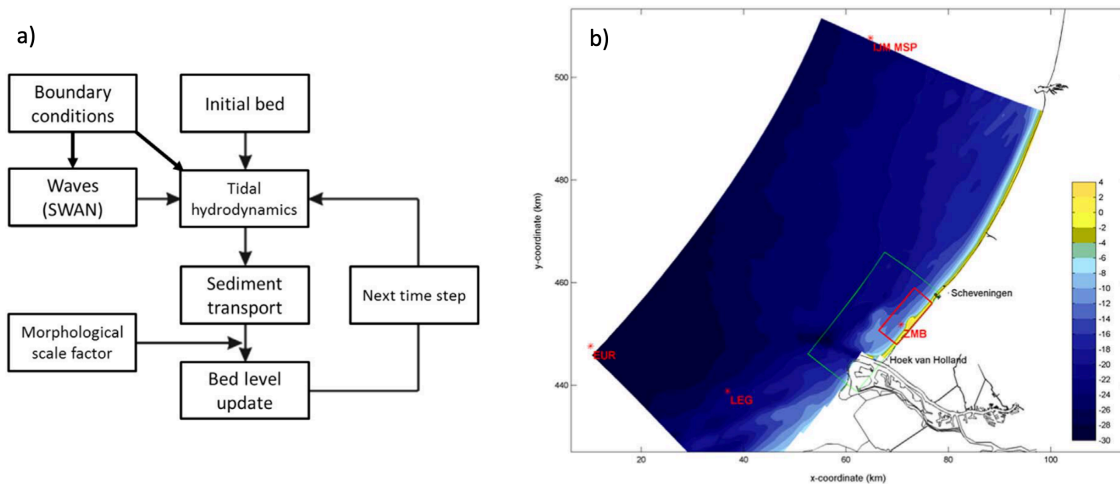 a)
Boundary
conditions
Initial bed
Waves
(SWAN)
Tidal
hydrodynamics
Sediment
transport
Next time step
Morphological
scale factor
Bed level
update
b)
y-coordinate (km)
500
480
460
440
20
40
60
80
100
x-coordinate (km)
IJM MSP
Scheveningen
ZMB
Hoek van Holland
EUR
LEG
4
2
0
-2
-4
-6
-8
-10
-12
-14
-16
-18
-20
-22
-24
-26
-28
-30